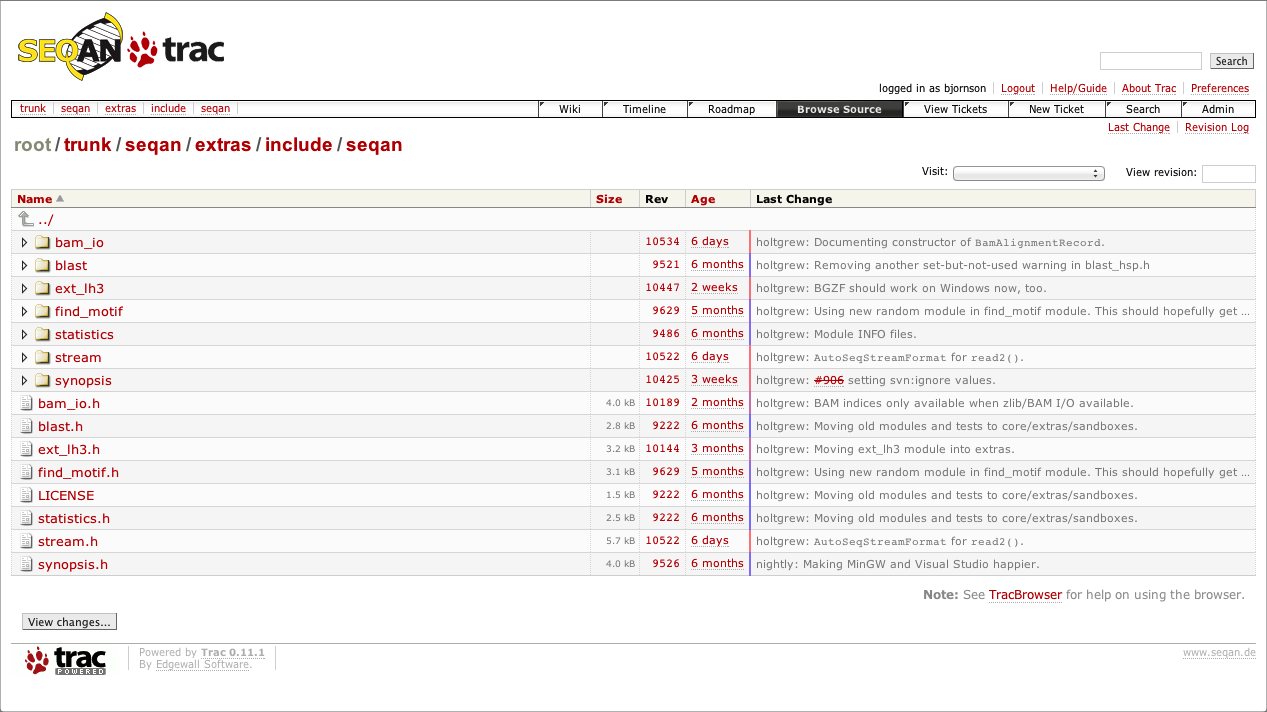 SEQAN trac
Search
logged in as bjornson Logout Help/Guide About Trac Preferences
trunk seqan extras include seqan Wiki Timeline Roadmap Browse Source View Tickets New Ticket Search Admin
Last Change Revision Log
root / trunk / seqan / extras / include / seqan
Visit: View revision:
Name Size Rev Age Last Change
../
bam_io 10534 6 days holtgrew: Documenting constructor of BamAlignmentRecord.
blast 9521 6 months holtgrew: Removing another set-but-not-used warning in blast_hsp.h
ext_lh3 10447 2 weeks holtgrew: BGZF should work on Windows now, too.
find_motif 9629 5 months holtgrew: Using new random module in find_motif module. This should hopefully get …
statistics 9486 6 months holtgrew: Module INFO files.
stream 10522 6 days holtgrew: AutoSeqStreamFormat for read2().
synopsis 10425 3 weeks holtgrew: #906 setting svn:ignore values.
bam_io.h 4.0 kB 10189 2 months holtgrew: BAM indices only available when zlib/BAM I/O available.
blast.h 2.8 kB 9222 6 months holtgrew: Moving old modules and tests to core/extras/sandboxes.
ext_lh3.h 3.2 kB 10144 3 months holtgrew: Moving ext_lh3 module into extras.
find_motif.h 3.1 kB 9629 5 months holtgrew: Using new random module in find_motif module. This should hopefully get …
LICENSE 1.5 kB 9222 6 months holtgrew: Moving old modules and tests to core/extras/sandboxes.
statistics.h 2.5 kB 9222 6 months holtgrew: Moving old modules and tests to core/extras/sandboxes.
stream.h 5.7 kB 10522 6 days holtgrew: AutoSeqStreamFormat for read2().
synopsis.h 4.0 kB 9526 6 months nightly: Making MinGW and Visual Studio happier.
Note: See TracBrowser for help on using the browser.
View changes...
trac POWERED Powered by Trac 0.11.1 www.seqan.de
By Edgewall Software.